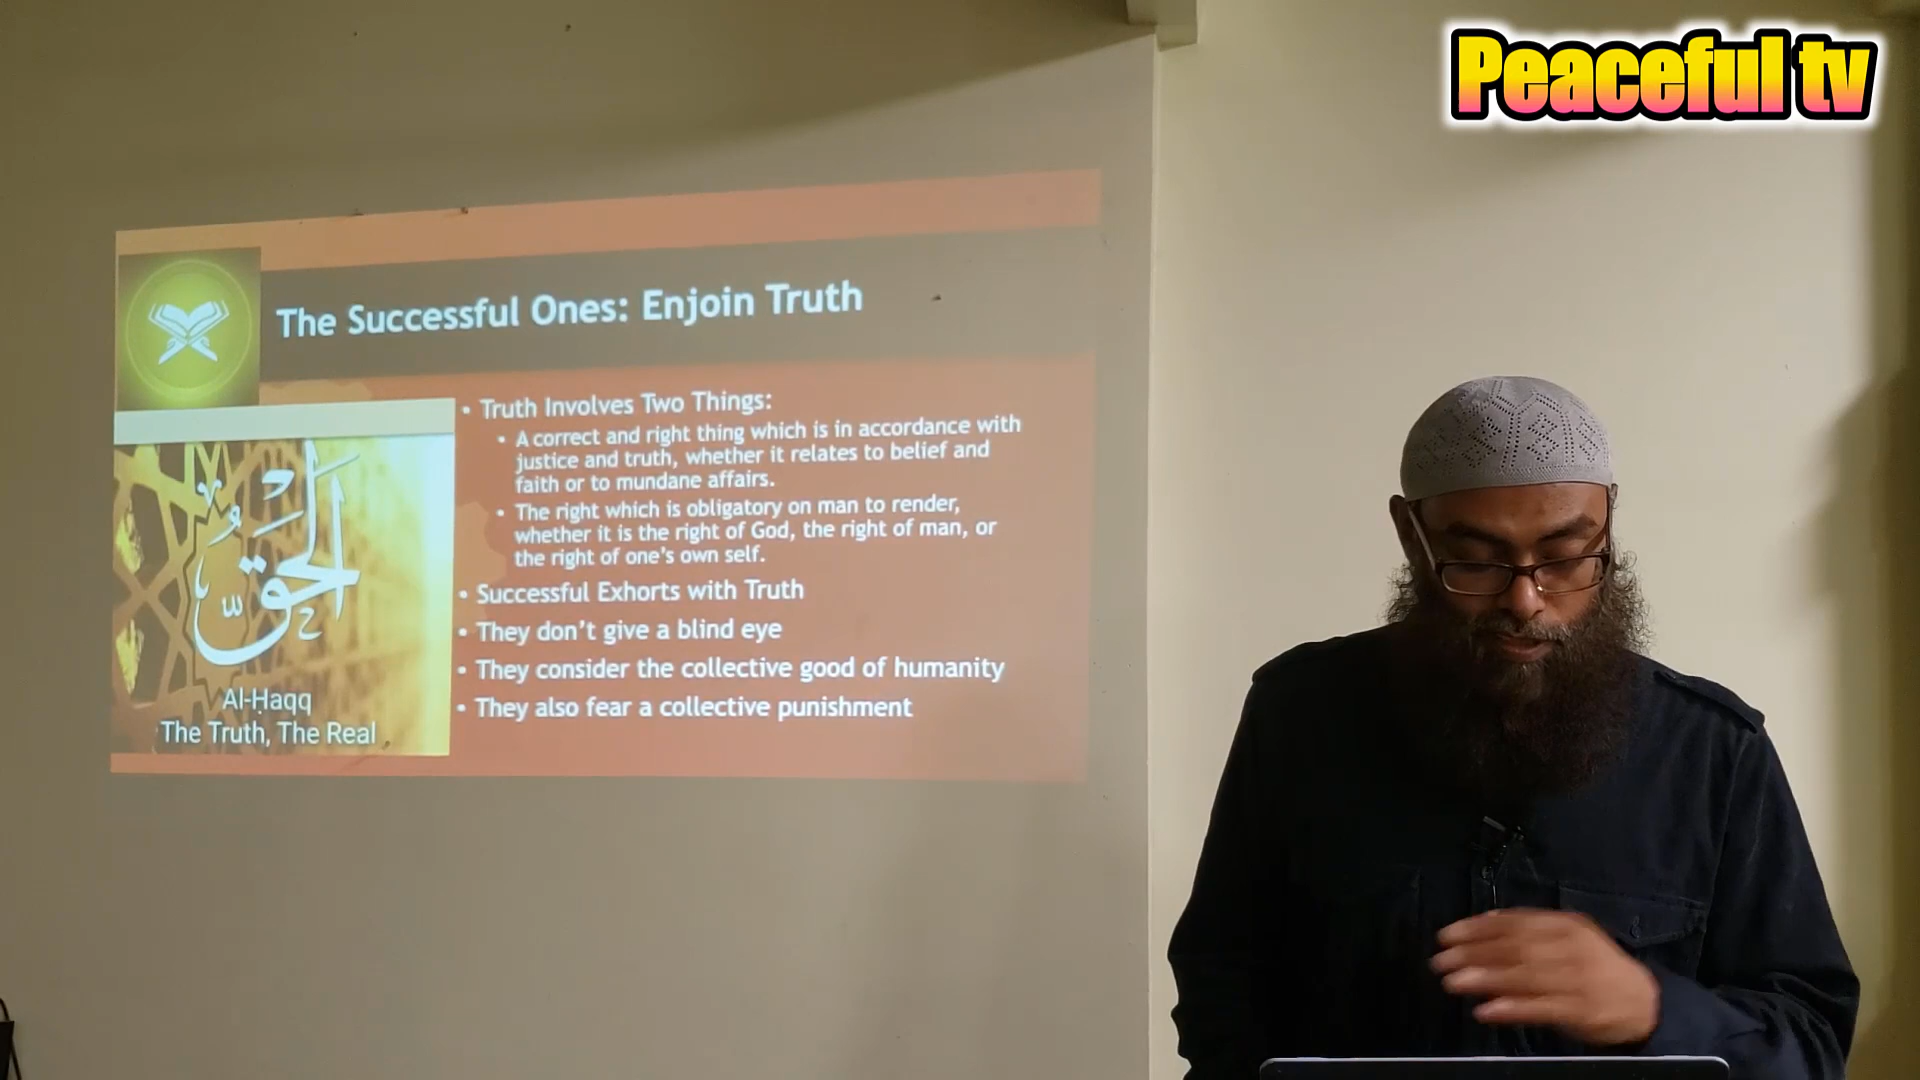 Peaceful tv
The Successful Ones: Enjoin Truth
• Truth Involves Two Things:
• A correct and right thing which is in accordance with
justice and truth, whether it relates to belief and
faith or to mundane affairs.
• The right which is obligatory on man to render,
whether it is the right of God, the right of man, or
the right of one's own self.
• Successful Exhorts with Truth
• They don't give a blind eye
• They consider the collective good of humanity
• They also fear a collective punishment
الحَقُّ
Al-Ḥaqq
The Truth, The Real